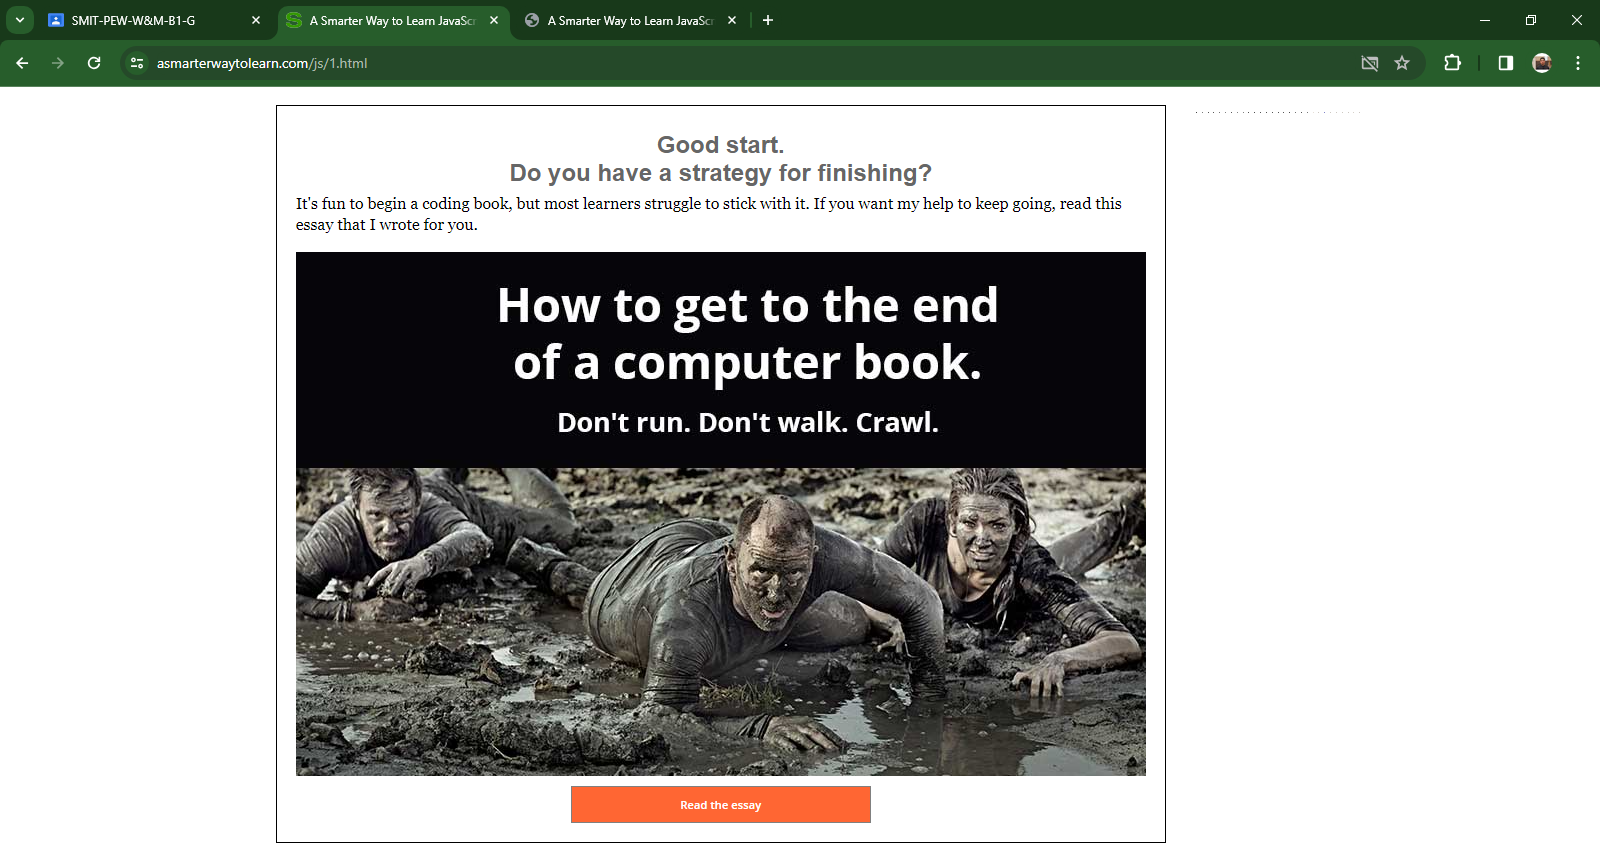 SMIT-PEW-W&M-B1-G
A Smarter Way to Learn JavaSc
A Smarter Way to Learn JavaSc
asmarterwaytolearn.com/js/1.html
Good start.
Do you have a strategy for finishing?
It's fun to begin a coding book, but most learners struggle to stick with it. If you want my help to keep going, read this
essay that I wrote for you.
How to get to the end
of a computer book.
Don't run. Don't walk. Crawl.
Read the essay